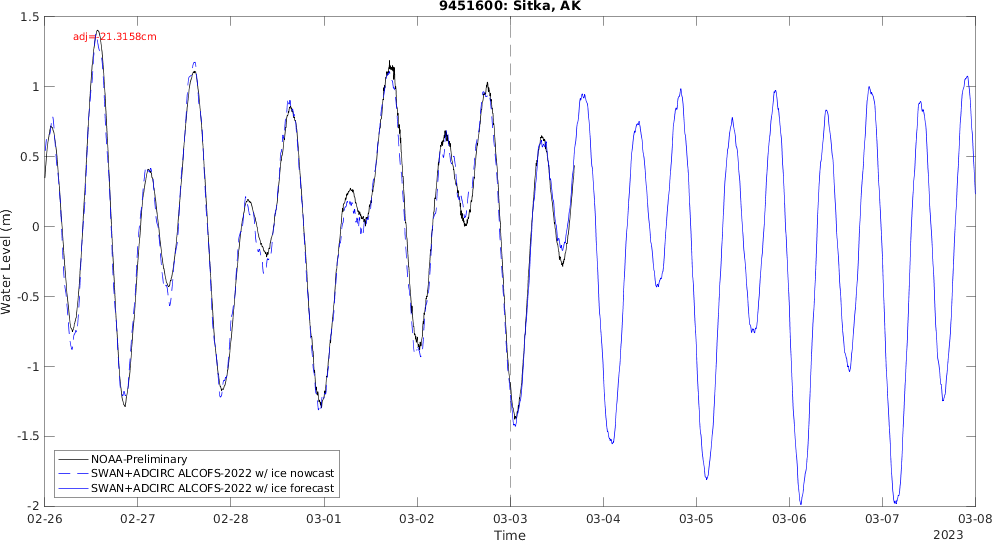 9451600: Sitka, AK
adj=-21.3158cm
Water Level (m)
1.5
1
0.5
0
-0.5
-1
-1.5
-2
NOAA-Preliminary
SWAN+ADCIRC ALCOFS-2022 w/ ice nowcast
SWAN+ADCIRC ALCOFS-2022 w/ ice forecast
02-26 02-27 02-28 03-01 03-02 03-03 03-04 03-05 03-06 03-07 03-08
Time
2023